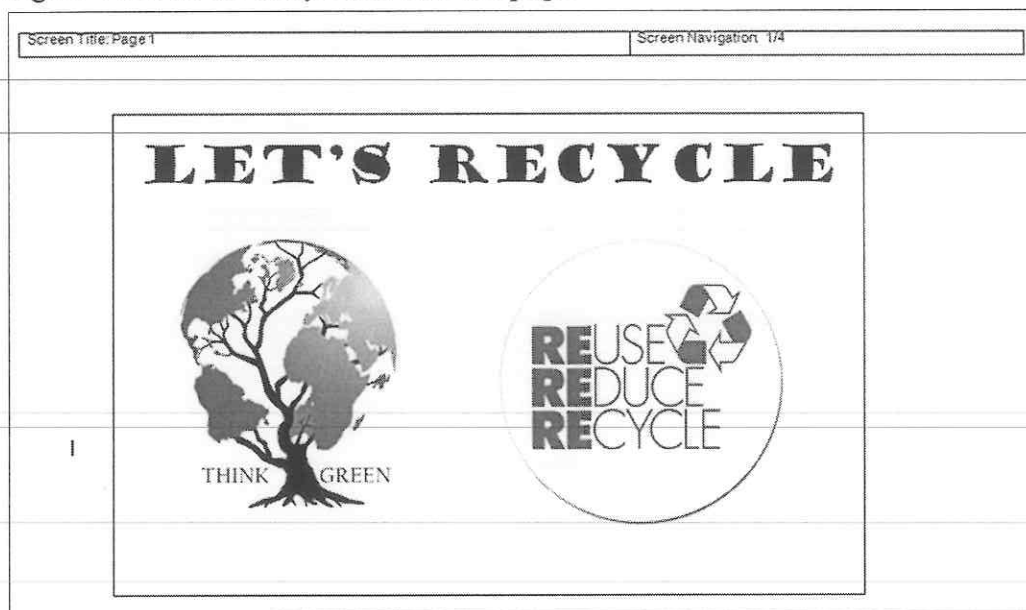 Screen Title: Page 1
Screen Navigation 1/4
LET'S RECYCLE
REUSE
REDUCE
RECYCLE
THINK GREEN